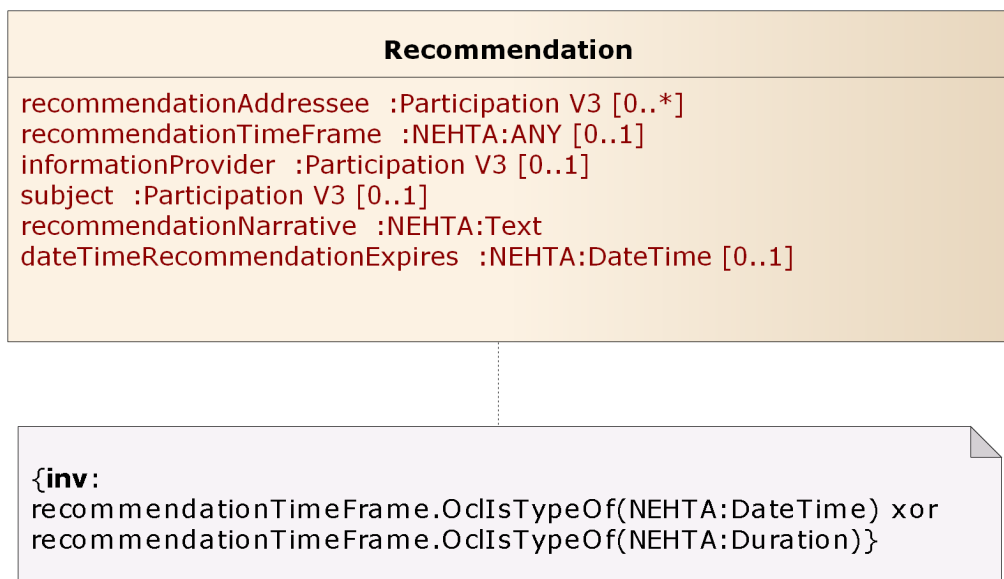 Recommendation
recommendationAddressee :Participation V3 [0..*]
recommendationTimeFrame :NEHTA:ANY [0..1]
informationProvider :Participation V3 [0..1]
subject :Participation V3 [0..1]
recommendationNarrative :NEHTA:Text
dateTimeRecommendationExpires :NEHTA:DateTime [0..1]
{inv:
recommendationTimeFrame.OclIsTypeOf(NEHTA:DateTime) xor
recommendationTimeFrame.OclIsTypeOf(NEHTA:Duration)}